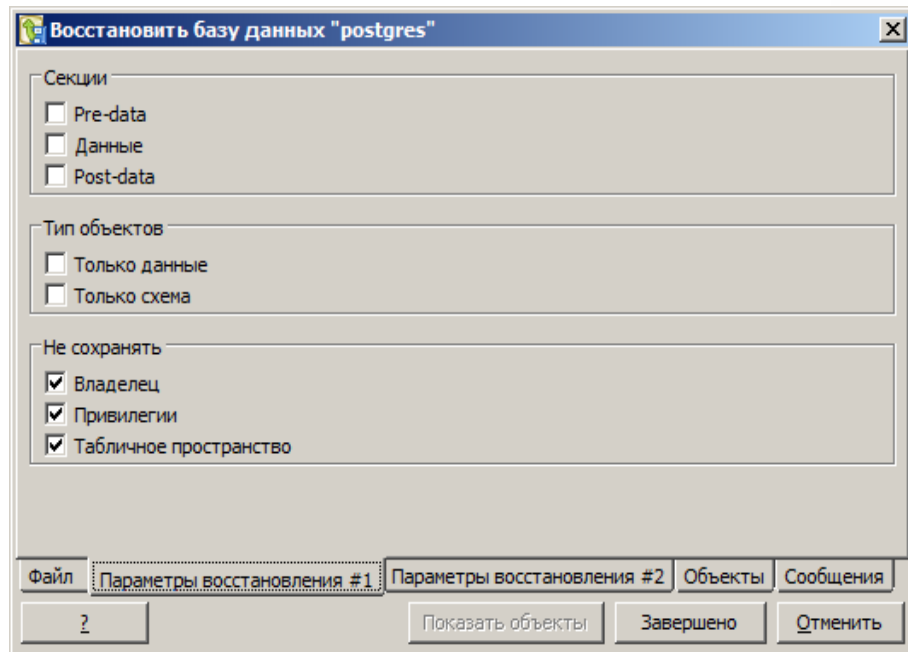 Восстановить базу данных "postgres"
Секции
Pre-data
Данные
Post-data
Тип объектов
Только данные
Только схема
Не сохранять
Владелец
Привилегии
Табличное пространство
Файл Параметры восстановления #1 Параметры восстановления #2 Объекты Сообщения
? Показать объекты Завершено Отменить